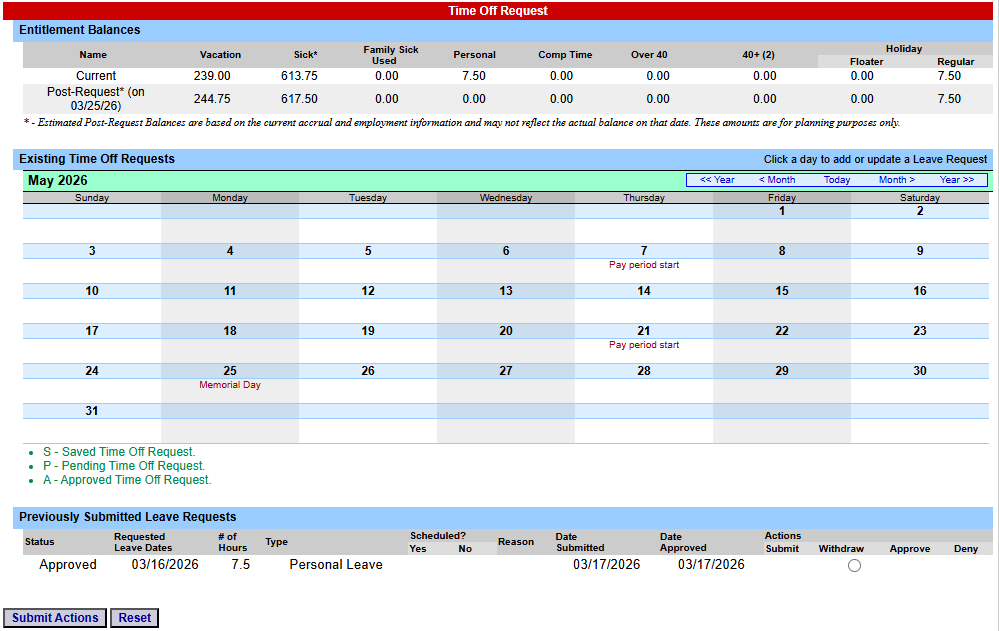 Time Off Request
Entitlement Balances
Name Vacation Sick* Family Sick Used Personal Comp Time Over 40 40+ (2) Holiday
Floater Regular
Current 239.00 613.75 0.00 7.50 0.00 0.00 0.00 0.00 7.50
Post-Request* (on 03/25/26) 244.75 617.50 0.00 0.00 0.00 0.00 0.00 0.00 7.50
* - Estimated Post-Request Balances are based on the current accrual and employment information and may not reflect the actual balance on that date. These amounts are for planning purposes only.
Existing Time Off Requests Click a day to add or update a Leave Request
May 2026 << Year < Month Today Month > Year >>
Sunday Monday Tuesday Wednesday Thursday Friday Saturday
1 2
3 4 5 6 7 8 9
Pay period start
10 11 12 13 14 15 16
17 18 19 20 21 22 23
Pay period start
24 25 26 27 28 29 30
Memorial Day
31
S - Saved Time Off Request.
P - Pending Time Off Request.
A - Approved Time Off Request.
Previously Submitted Leave Requests
Status Requested Leave Dates # of Hours Type Scheduled? Reason Date Submitted Date Approved Actions
Yes No Submit Withdraw Approve Deny
Approved 03/16/2026 7.5 Personal Leave 03/17/2026 03/17/2026
Submit Actions Reset